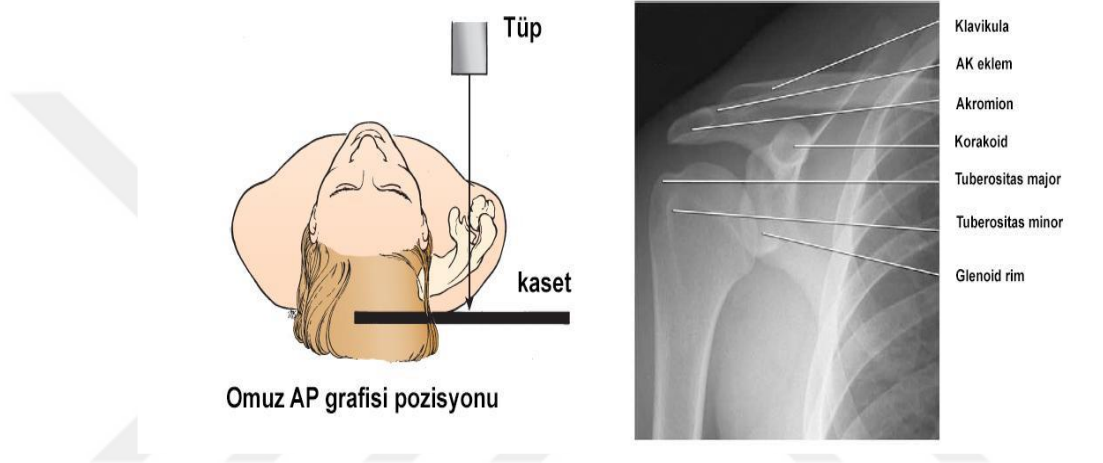 Tüp
kaset
Omuz AP grafisi pozisyonu
Klavikula
AK eklem
Akromion
Korakoid
Tuberositas major
Tuberositas minor
Glenoid rim